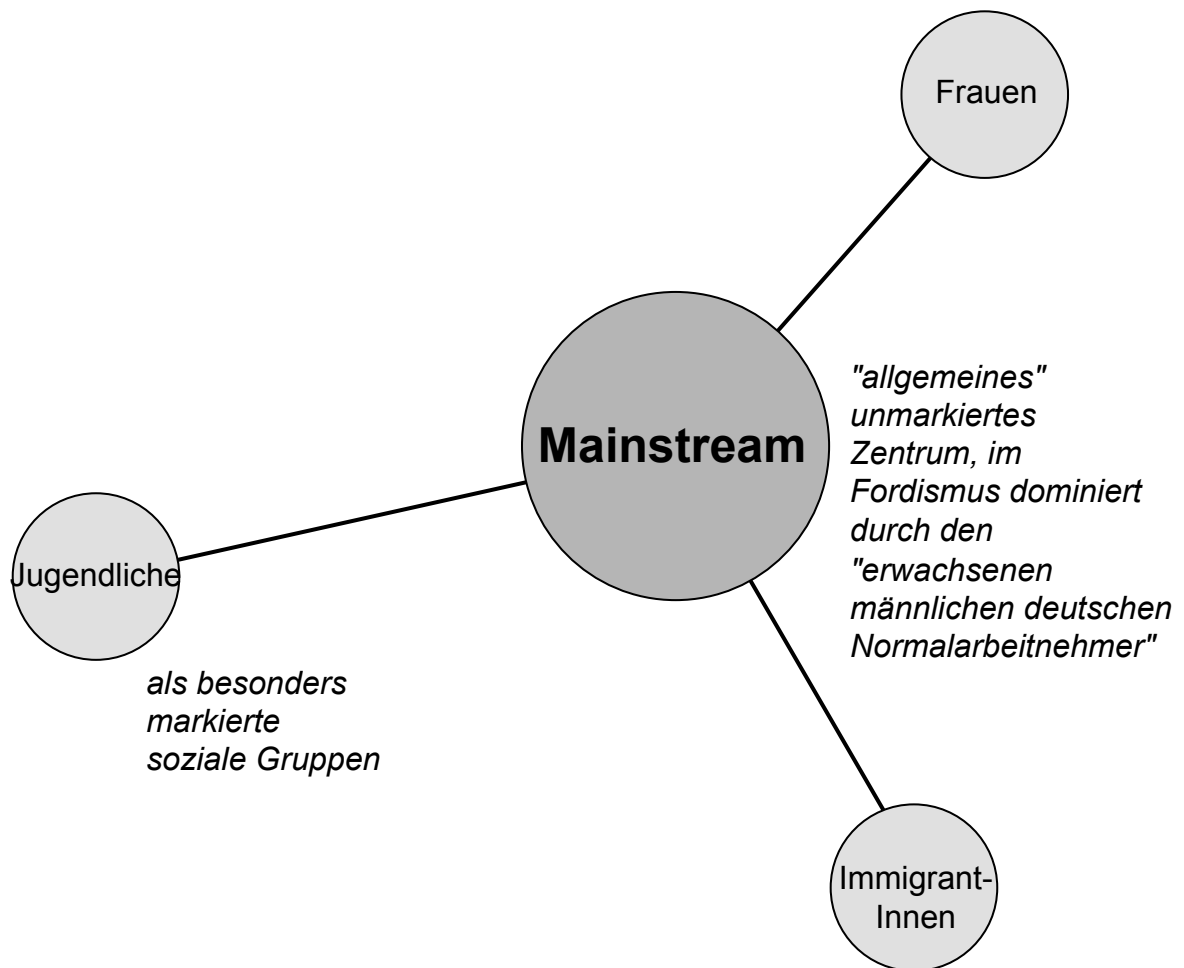 Frauen
"allgemeines"
unmarkiertes
Zentrum, im
Fordismus dominiert
durch den
"erwachsenen
männlichen deutschen
Normalarbeitnehmer"
Mainstream
Jugendliche
als besonders
markierte
soziale Gruppen
Immigrant-
Innen